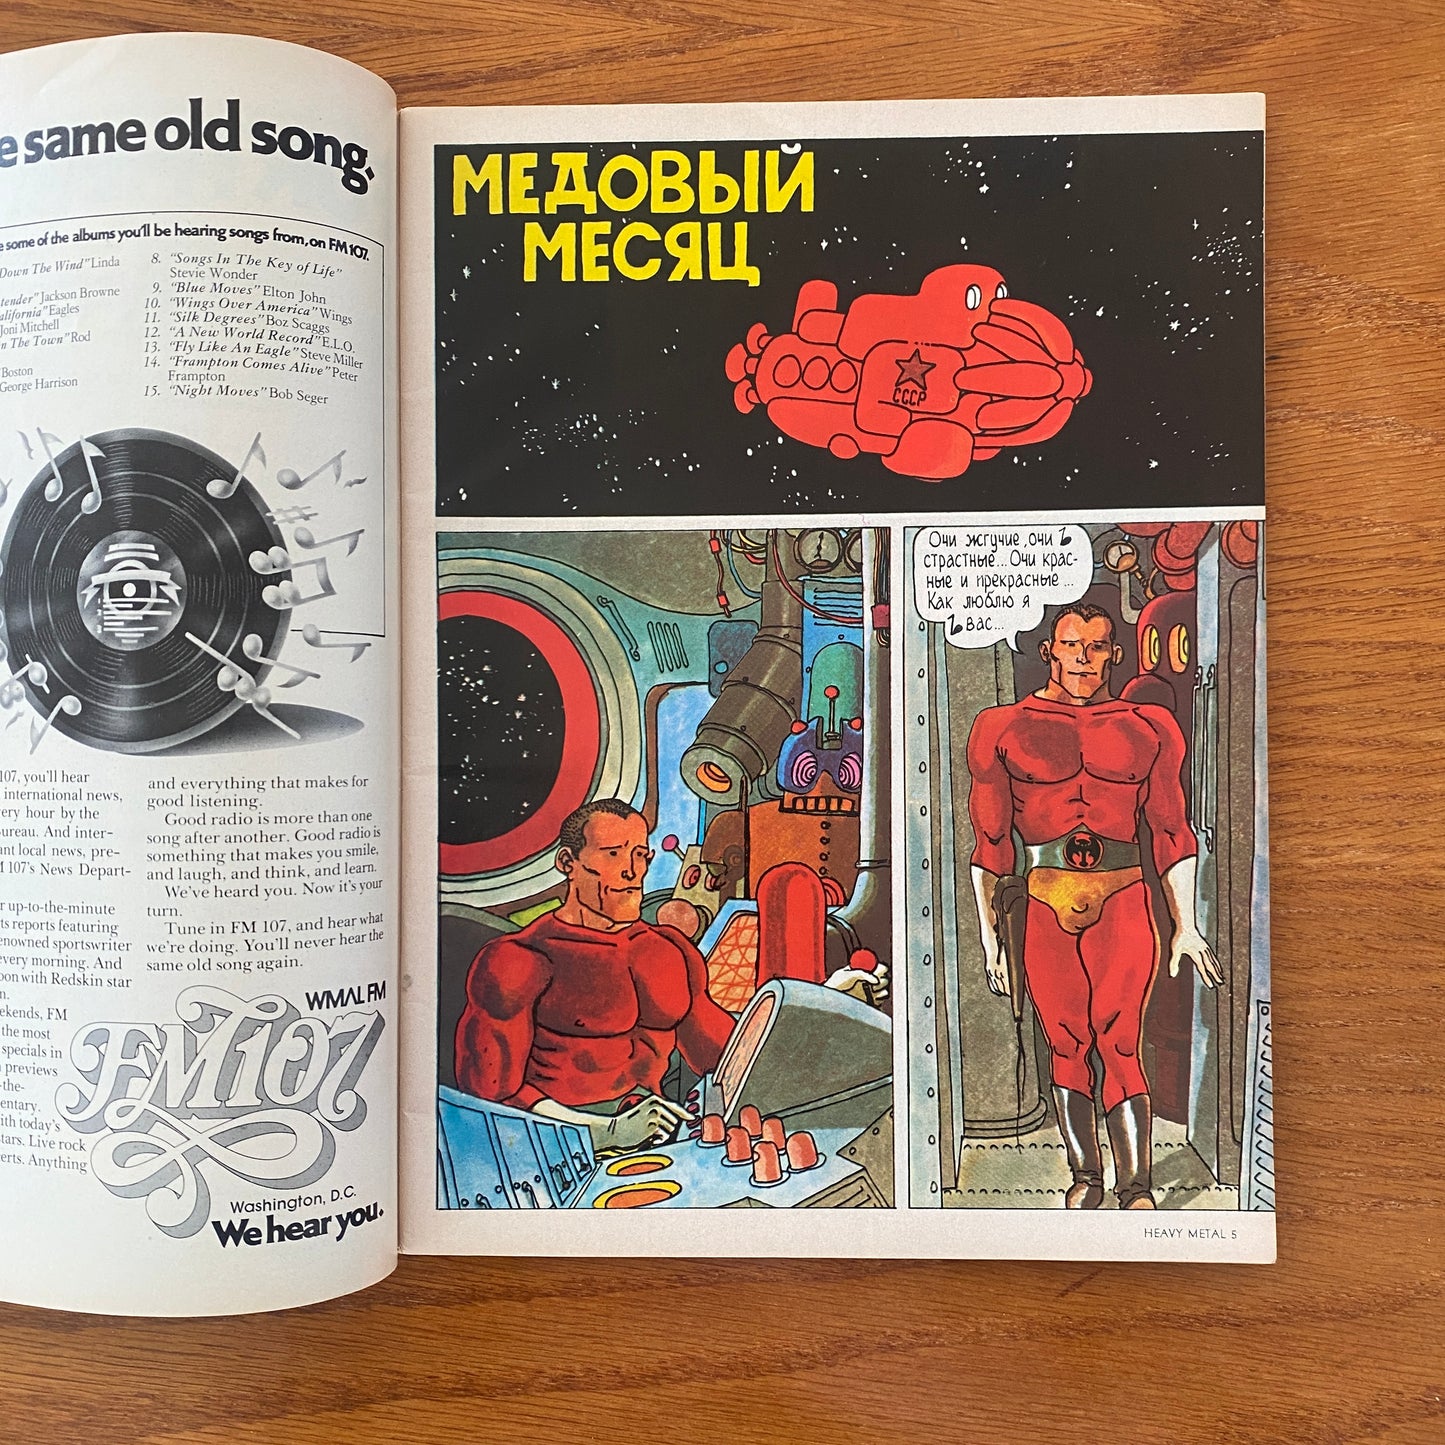 e same old song.
e some of the albums you'll be hearing songs from, on FM 107.
Down The Wind" Linda
tender" Jackson Browne
alifornia" Eagles
Joni Mitchell
n The Town" Rod
Boston
George Harrison
8. "Songs In The Key of Life"
Stevie Wonder
9. "Blue Moves" Elton John
10. "Wings Over America" Wings
11. "Silk Degrees" Boz Scaggs
12. "A New World Record" E.L.O.
13. "Fly Like An Eagle" Steve Miller
14. "Frampton Comes Alive" Peter
Frampton
15. "Night Moves" Bob Seger
107, you'll hear
international news,
ery hour by the
ureau. And inter-
ant local news, pre-
M 107's News Depart-
r up-to-the-minute
ts reports featuring
enowned sportswriter
every morning. And
oon with Redskin star
n.
ekends, FM
the most
specials in
previews
-the-
entary.
ith today's
stars. Live rock
erts. Anything
and everything that makes for
good listening.
Good radio is more than one
song after another. Good radio is
something that makes you smile,
and laugh, and think, and learn.
We've heard you. Now it's your
turn.
Tune in FM 107, and hear what
we're doing. You'll never hear the
same old song again.
WMAL FM
FM 107
Washington, D.C.
We hear you.
МЕДОВЫЙ
МЕСЯЦ
СССР
Очи жгучие, очи
страстные... Очи крас-
ные и прекрасные...
Как люблю я
вас...
HEAVY METAL 5